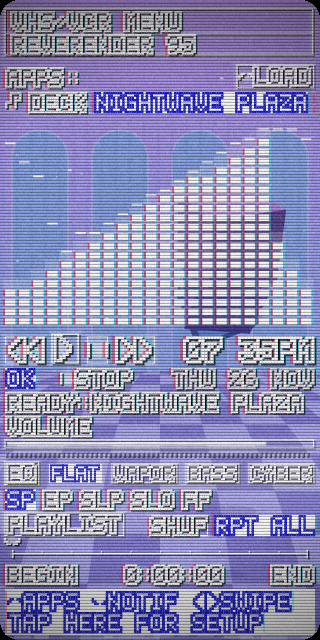 VHS/VCR MENU
REWERENDER '95
APPS:: LOAD
DECK NIGHTWAVE PLAZA
07 35PM
OK STOP THU 26 NOV
READY:NIGHTWAVE PLAZA
VOLUME
EQ FLAT VAPOR BASS CYBER
SP EP SLP SLO FF
PLAYLIST SHUF RPT ALL
BEGIN 0:00:00 END
APPS NOTIF SWIPE
TAP HERE FOR SETUP